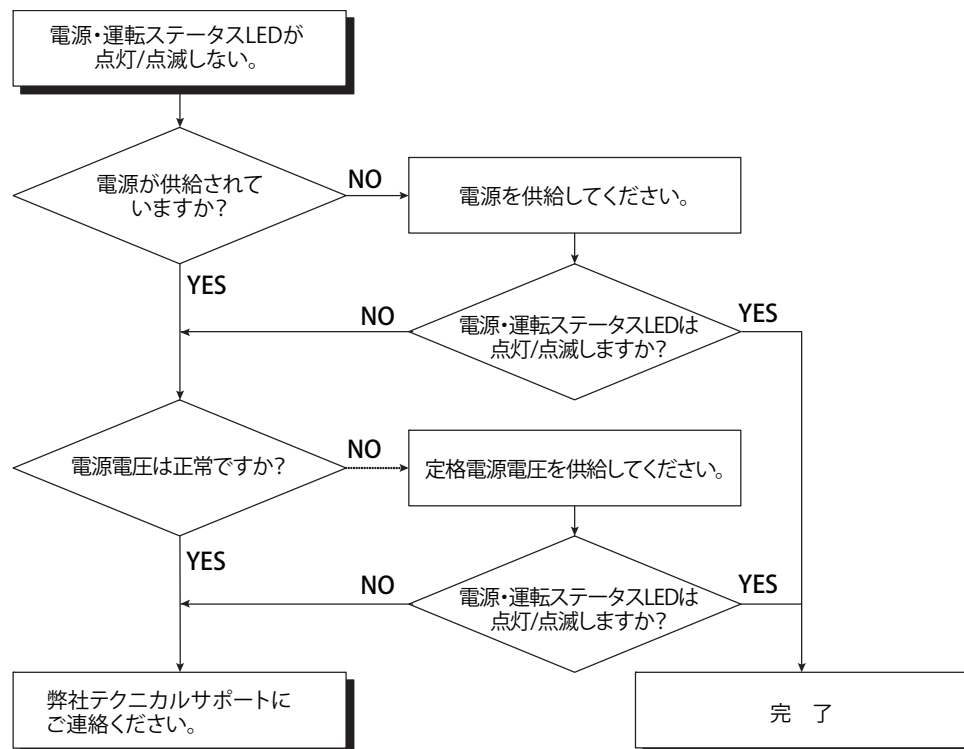 電源・運転ステータスLEDが
点灯/点滅しない。
電源が供給されて
いますか?
NO
電源を供給してください。
YES
NO
電源・運転ステータスLEDは
点灯/点滅しますか?
YES
電源電圧は正常ですか?
NO
定格電源電圧を供給してください。
YES
NO
電源・運転ステータスLEDは
点灯/点滅しますか?
YES
弊社テクニカルサポートに
ご連絡ください。
完 了